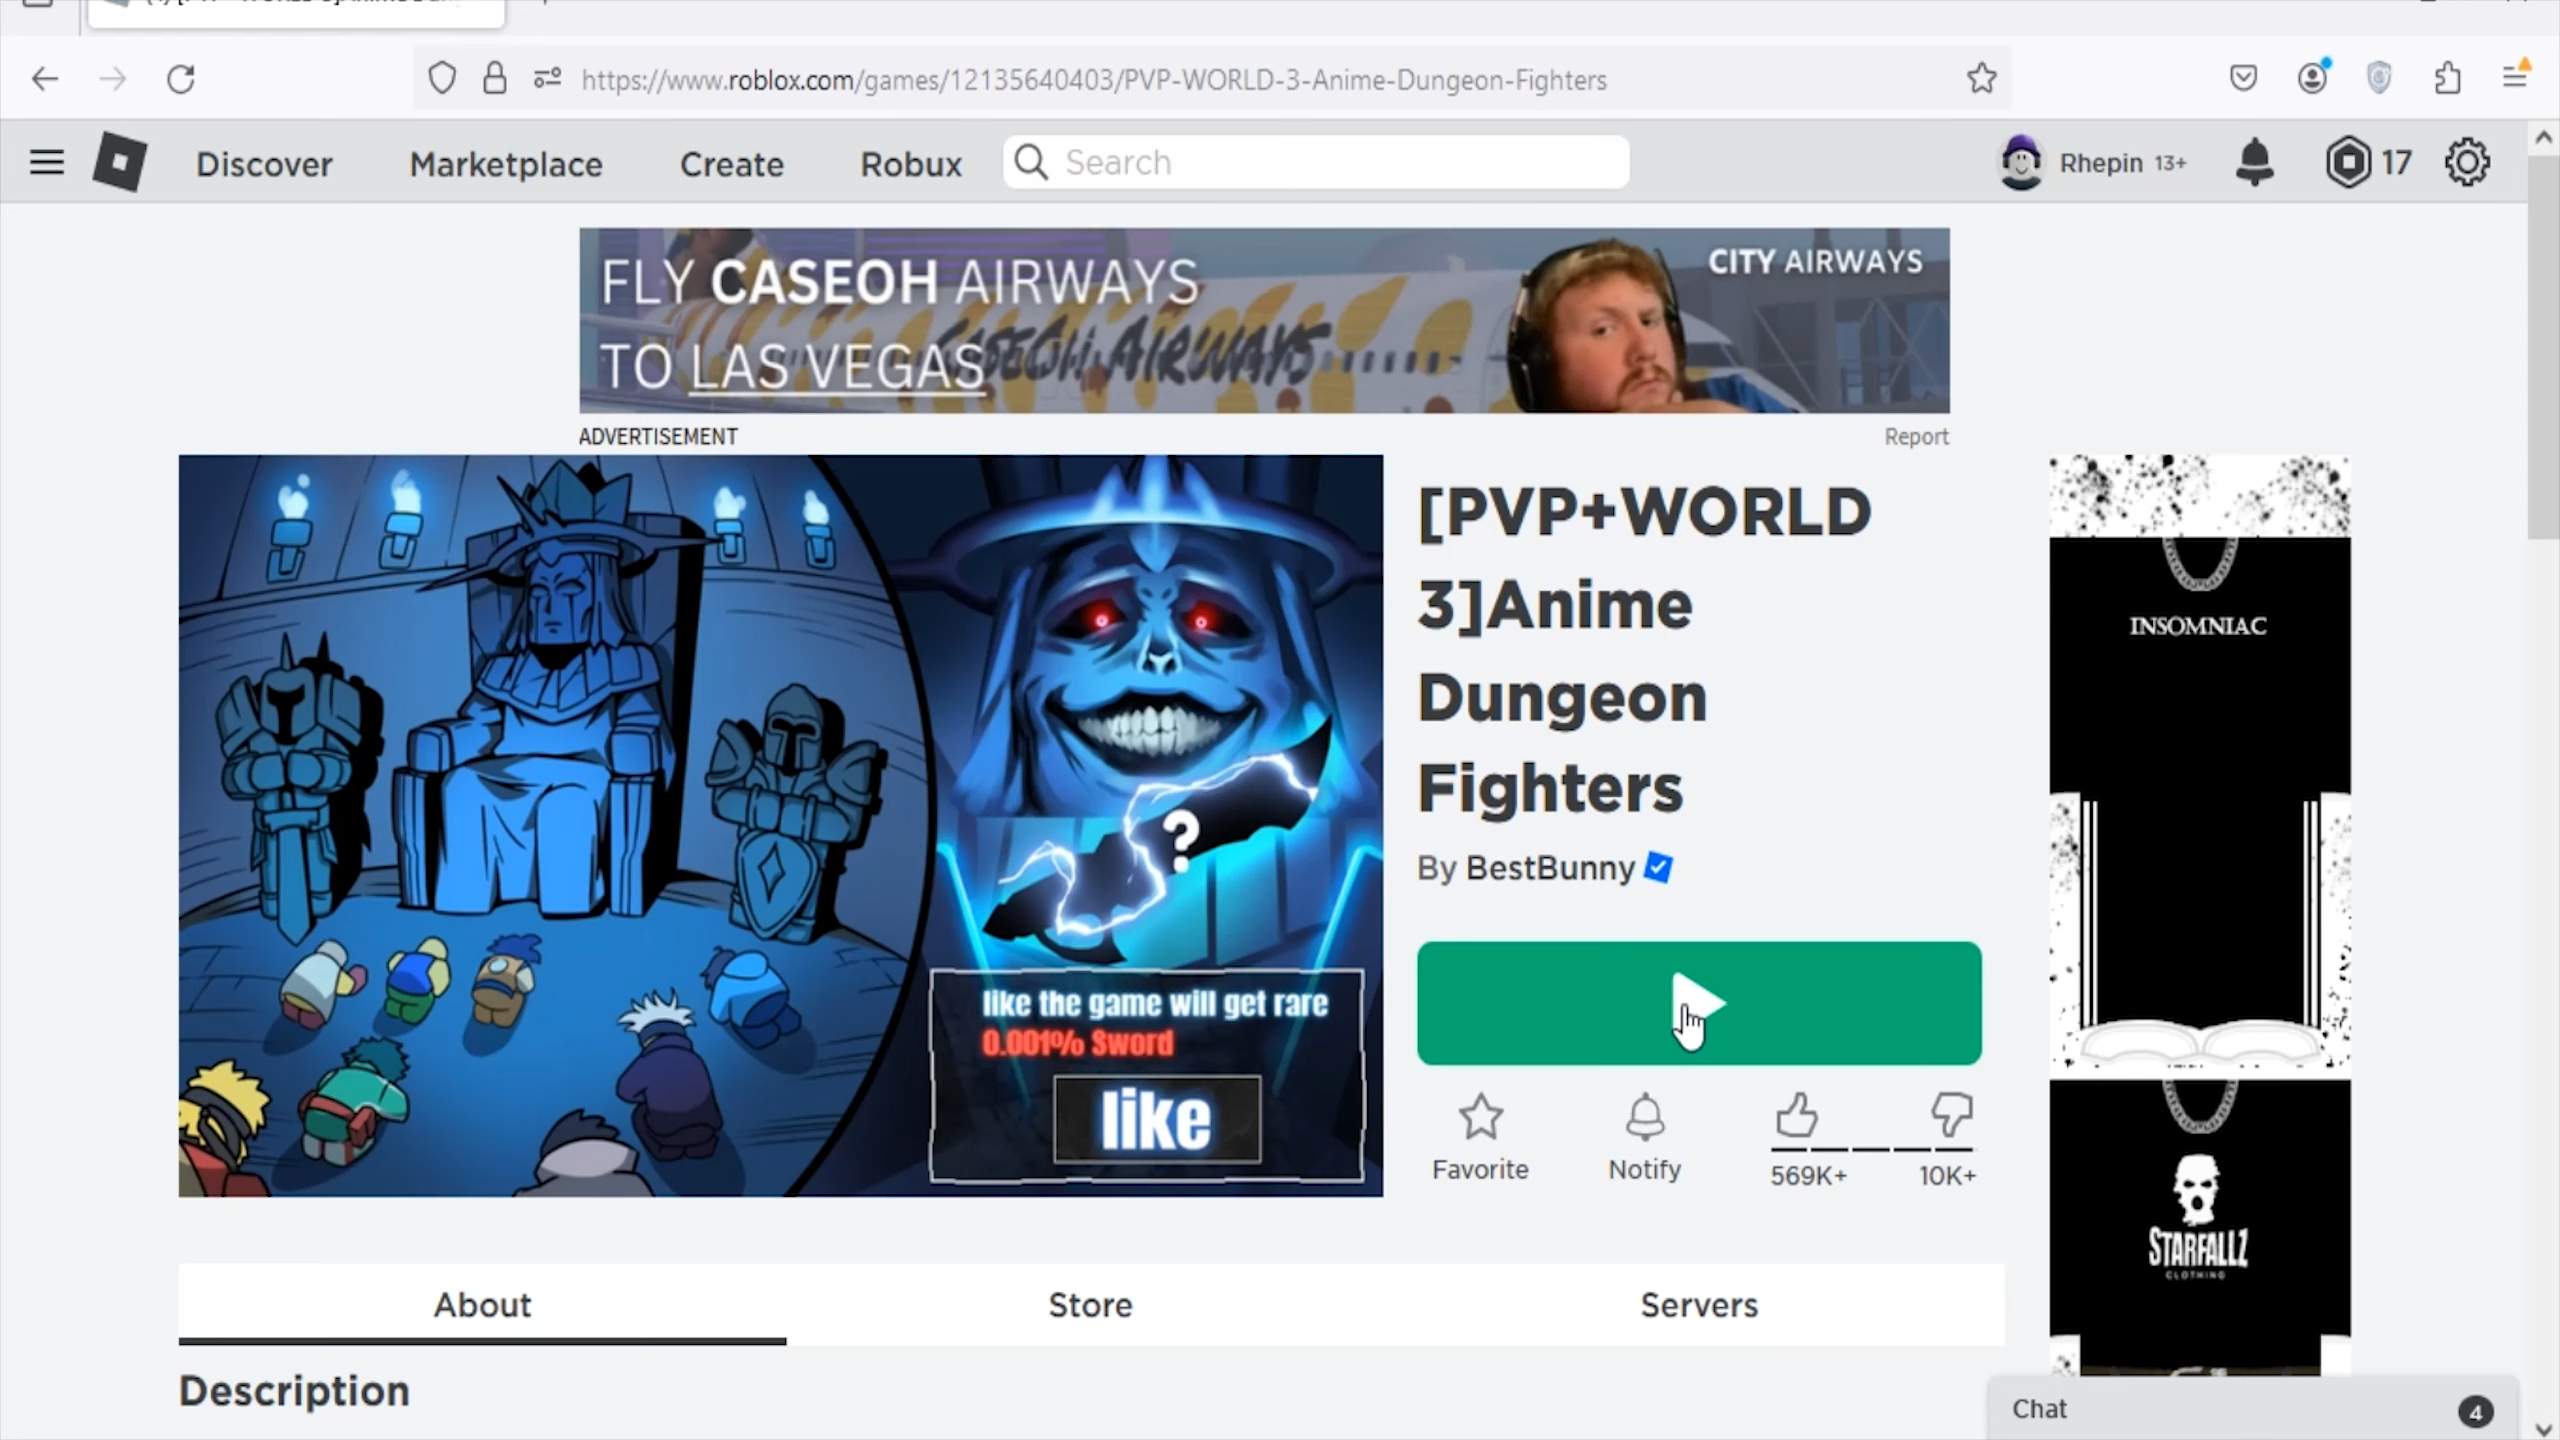 https://www.roblox.com/games/12135640403/PVP-WORLD-3-Anime-Dungeon-Fighters
Discover
Marketplace
Create
Robux
Search
Rhepin 13+
17
FLY CASEOH AIRWAYS
TO LAS VEGAS
CASEOH AIRWAYS
CITY AIRWAYS
ADVERTISEMENT
Report
like the game will get rare
0.001% Sword
like
?
[PVP+WORLD
3]Anime
Dungeon
Fighters
By BestBunny
Favorite
Notify
569K+
10K+
INSOMNIAC
STARFALLZ
CLOTHING
About
Store
Servers
Description
Chat
4